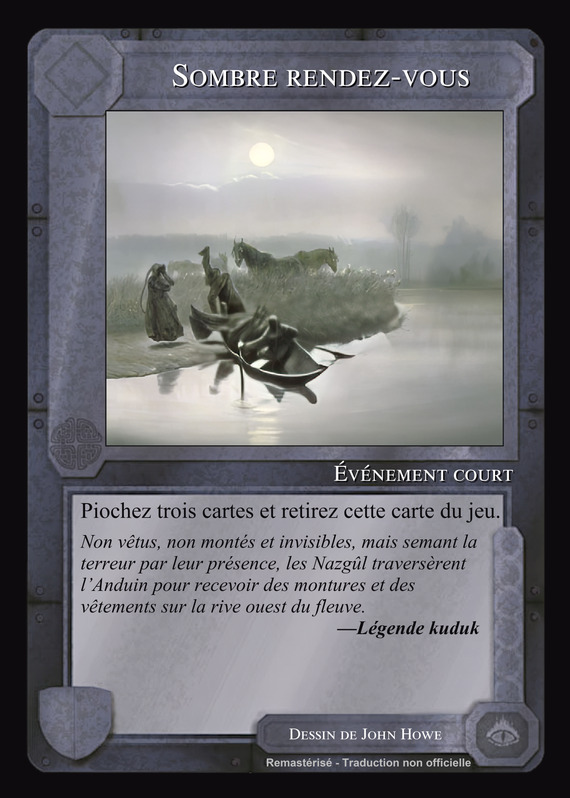 Sombre rendez-vous
Événement court
Piochez trois cartes et retirez cette carte du jeu.
Non vêtus, non montés et invisibles, mais semant la
terreur par leur présence, les Nazgûl traversèrent
l'Anduin pour recevoir des montures et des
vêtements sur la rive ouest du fleuve.
—Légende kuduk
Dessin de John Howe
Remastérisé - Traduction non officielle